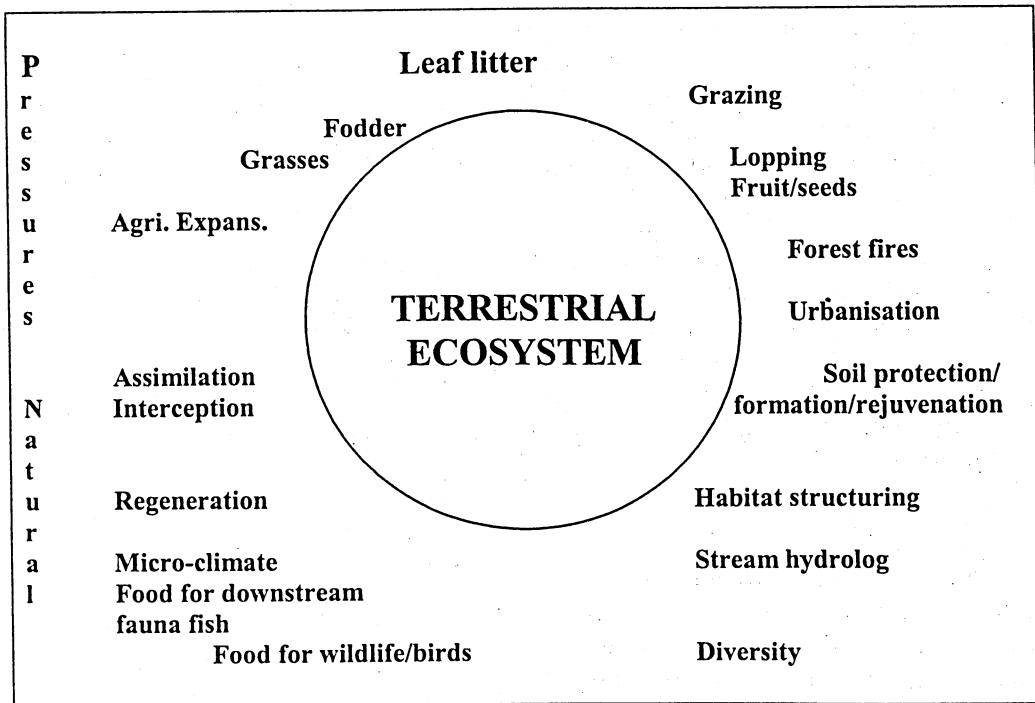 Pressures
Leaf litter
Grazing
Fodder
Grasses
Lopping
Fruit/seeds
Agri. Expans.
Forest fires
TERRESTRIAL
ECOSYSTEM
Urbanisation
Natural
Assimilation
Interception
Soil protection/
formation/rejuvenation
Regeneration
Habitat structuring
Micro-climate
Stream hydrolog
Food for downstream
fauna fish
Food for wildlife/birds
Diversity